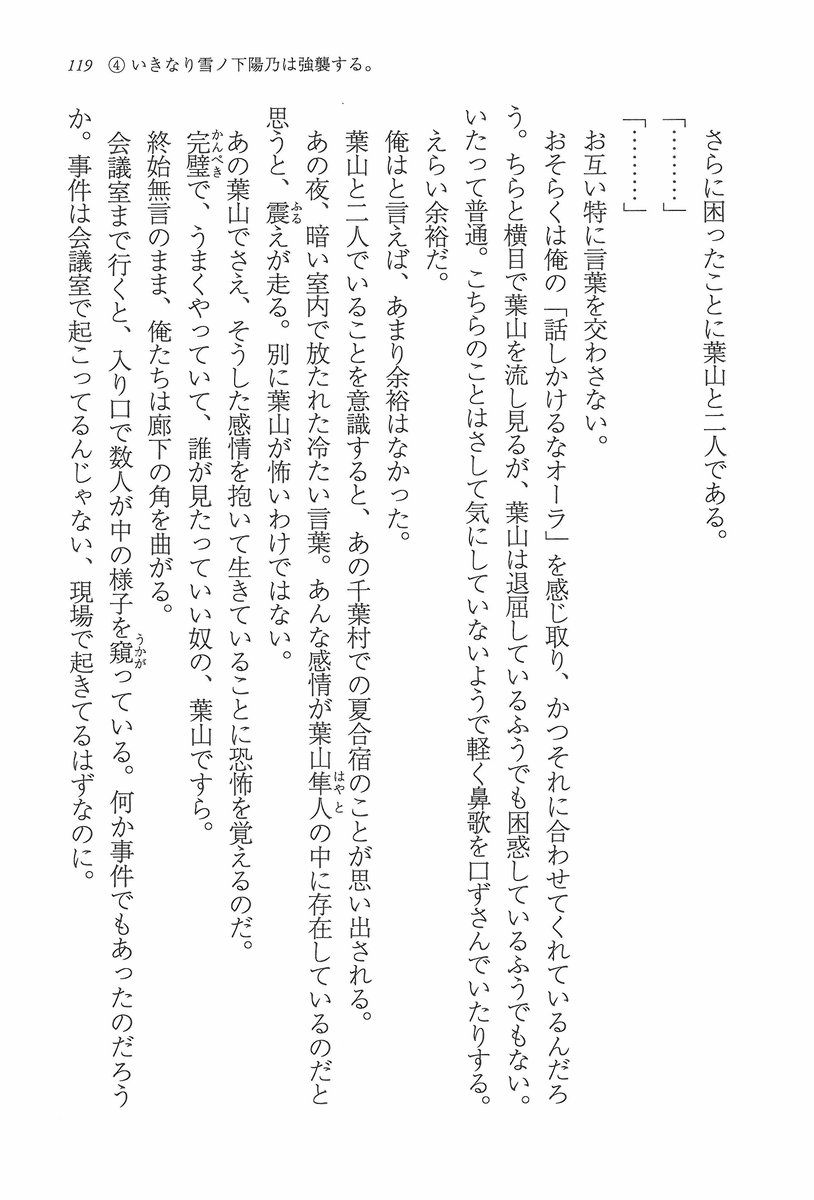 119 ④ いきなり雪ノ下陽乃は強襲する。
さらに困ったことに葉山と二人である。
「………」
「………」
お互い特に言葉を交わさない。
おそらくは俺の「話しかけるなオーラ」を感じ取り、かつそれに合わせてくれているんだろ
う。ちらと横目で葉山を流し見るが、葉山は退屈しているふうでも困惑しているふうでもない。
いたって普通。こちらのことはさして気にしていないようで軽く鼻歌を口ずさんでいたりする。
えらい余裕だ。
俺はと言えば、あまり余裕はなかった。
葉山と二人でいることを意識すると、あの千葉村での夏合宿のことが思い出される。
あの夜、暗い室内で放たれた冷たい言葉。あんな感情が葉山隼人の中に存在しているのだと
思うと、震えが走る。別に葉山が怖いわけではない。
あの葉山でさえ、そうした感情を抱いて生きていることに恐怖を覚えるのだ。
完璧で、うまくやっていて、誰が見たっていい奴の、葉山ですら。
終始無言のまま、俺たちは廊下の角を曲がる。
会議室まで行くと、入り口で数人が中の様子を窺っている。何か事件でもあったのだろう
か。事件は会議室で起こってるんじゃない、現場で起きてるはずなのに。